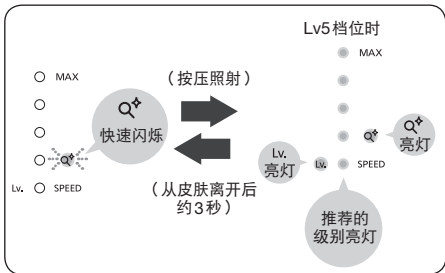 Lv5档位时
MAX
快速闪烁
Lv. SPEED
(按压照射)
(从皮肤离开后
约3秒)
MAX
亮灯
Lv.
亮灯
Lv. SPEED
推荐的
级别亮灯